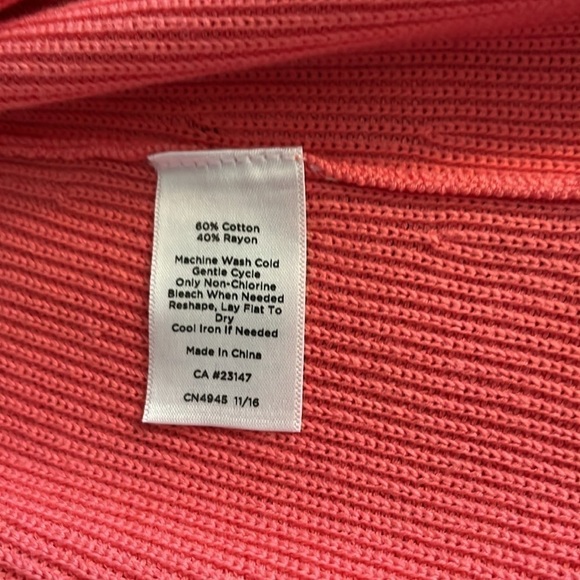 60% Cotton
40% Rayon
Machine Wash Cold
Gentle Cycle
Only Non-Chlorine
Bleach When Needed
Reshape, Lay Flat To
Dry
Cool Iron If Needed
Made In China
CA #23147
CN4945 11/16